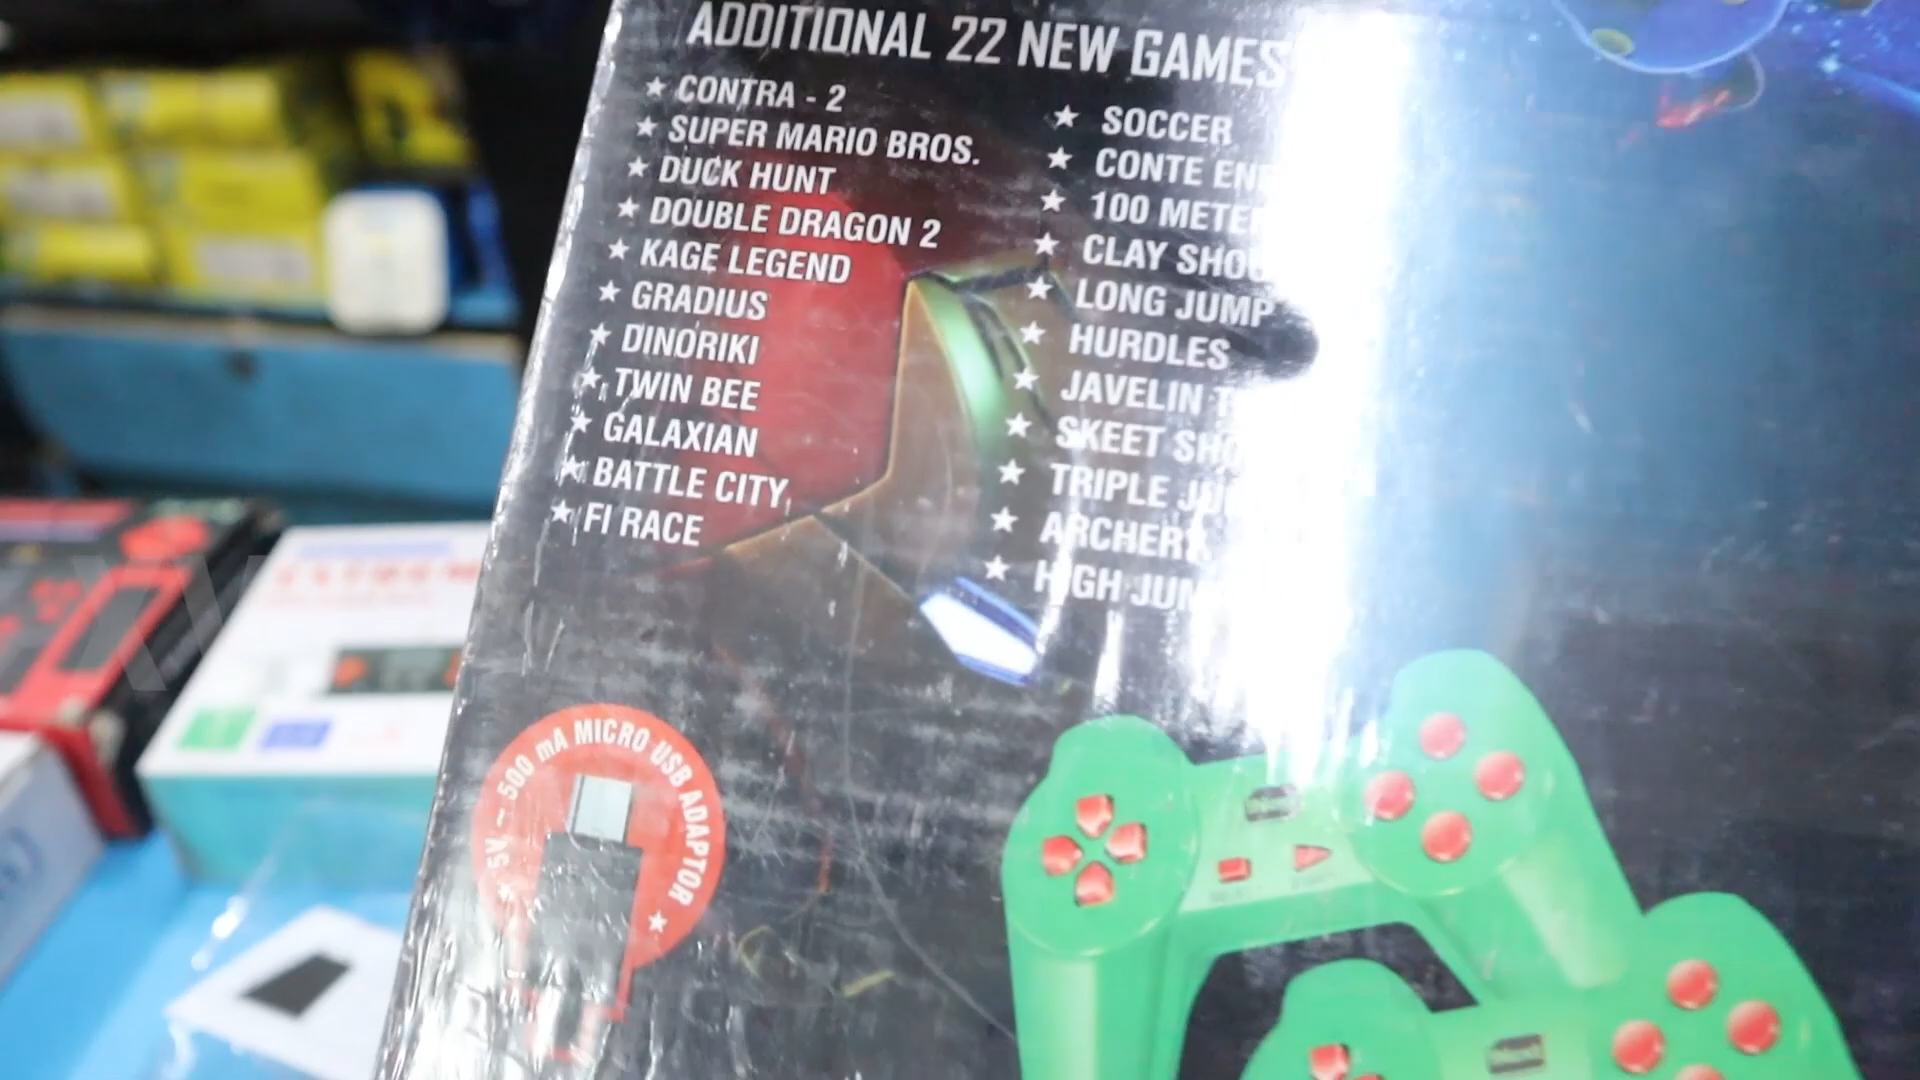 ADDITIONAL 22 NEW GAMES
★ CONTRA - 2
★ SUPER MARIO BROS.
★ DUCK HUNT
★ DOUBLE DRAGON 2
★ KAGE LEGEND
★ GRADIUS
★ DINORIKI
★ TWIN BEE
★ GALAXIAN
★ BATTLE CITY
★ FI RACE
★ SOCCER
★ CONTE
★ 100
★ CLAY
★ LONG JUMP
★ HURDLES
★ JAVELIN
★ SKEET
★ TRIPLE
★ ARCHERY
★ HIGH
★ 5V – 500 mA MICRO USB ADAPTOR ★